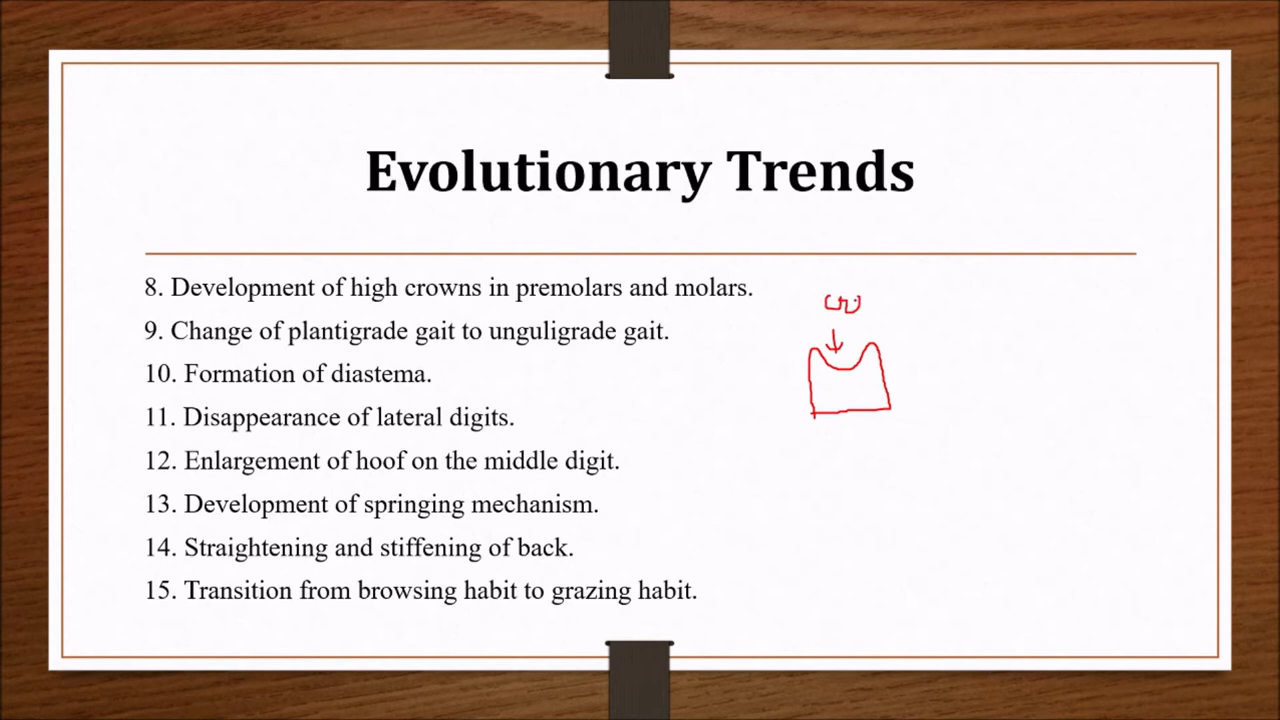 Evolutionary Trends
8. Development of high crowns in premolars and molars.
9. Change of plantigrade gait to unguligrade gait.
10. Formation of diastema.
11. Disappearance of lateral digits.
12. Enlargement of hoof on the middle digit.
13. Development of springing mechanism.
14. Straightening and stiffening of back.
15. Transition from browsing habit to grazing habit.